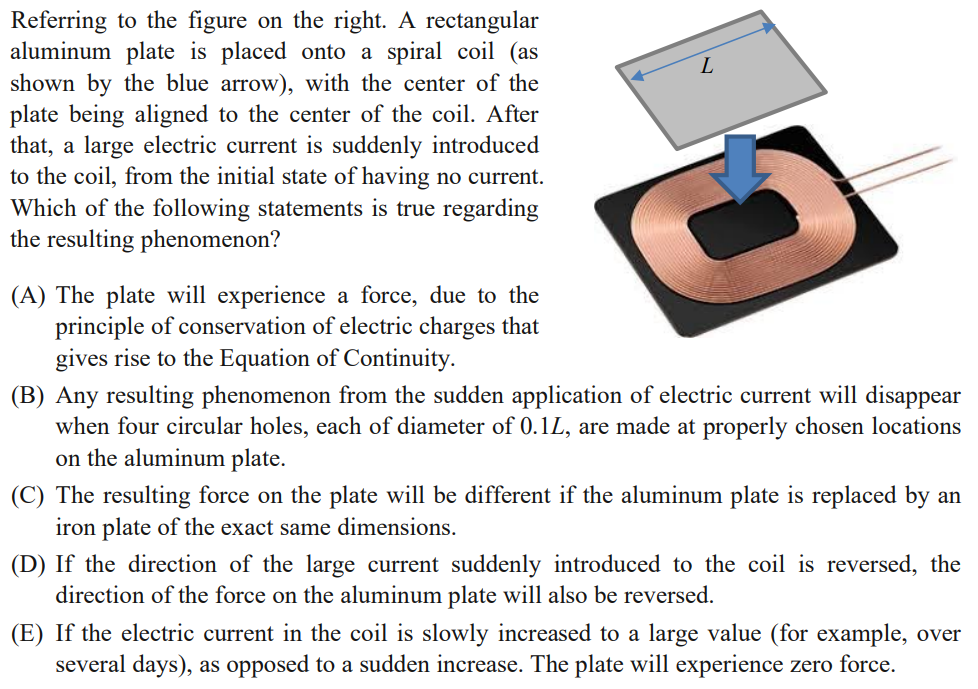 Referring to the figure on the right. A rectangular
aluminum plate is placed onto a spiral coil (as
shown by the blue arrow), with the center of the
plate being aligned to the center of the coil. After
that, a large electric current is suddenly introduced
to the coil, from the initial state of having no current.
Which of the following statements is true regarding
the resulting phenomenon?
L
(A) The plate will experience a force, due to the
principle of conservation of electric charges that
gives rise to the Equation of Continuity.
(B) Any resulting phenomenon from the sudden application of electric current will disappear
when four circular holes, each of diameter of 0.1L, are made at properly chosen locations
on the aluminum plate.
(C) The resulting force on the plate will be different if the aluminum plate is replaced by an
iron plate of the exact same dimensions.
(D) If the direction of the large current suddenly introduced to the coil is reversed, the
direction of the force on the aluminum plate will also be reversed.
(E) If the electric current in the coil is slowly increased to a large value (for example, over
several days), as opposed to a sudden increase. The plate will experience zero force.